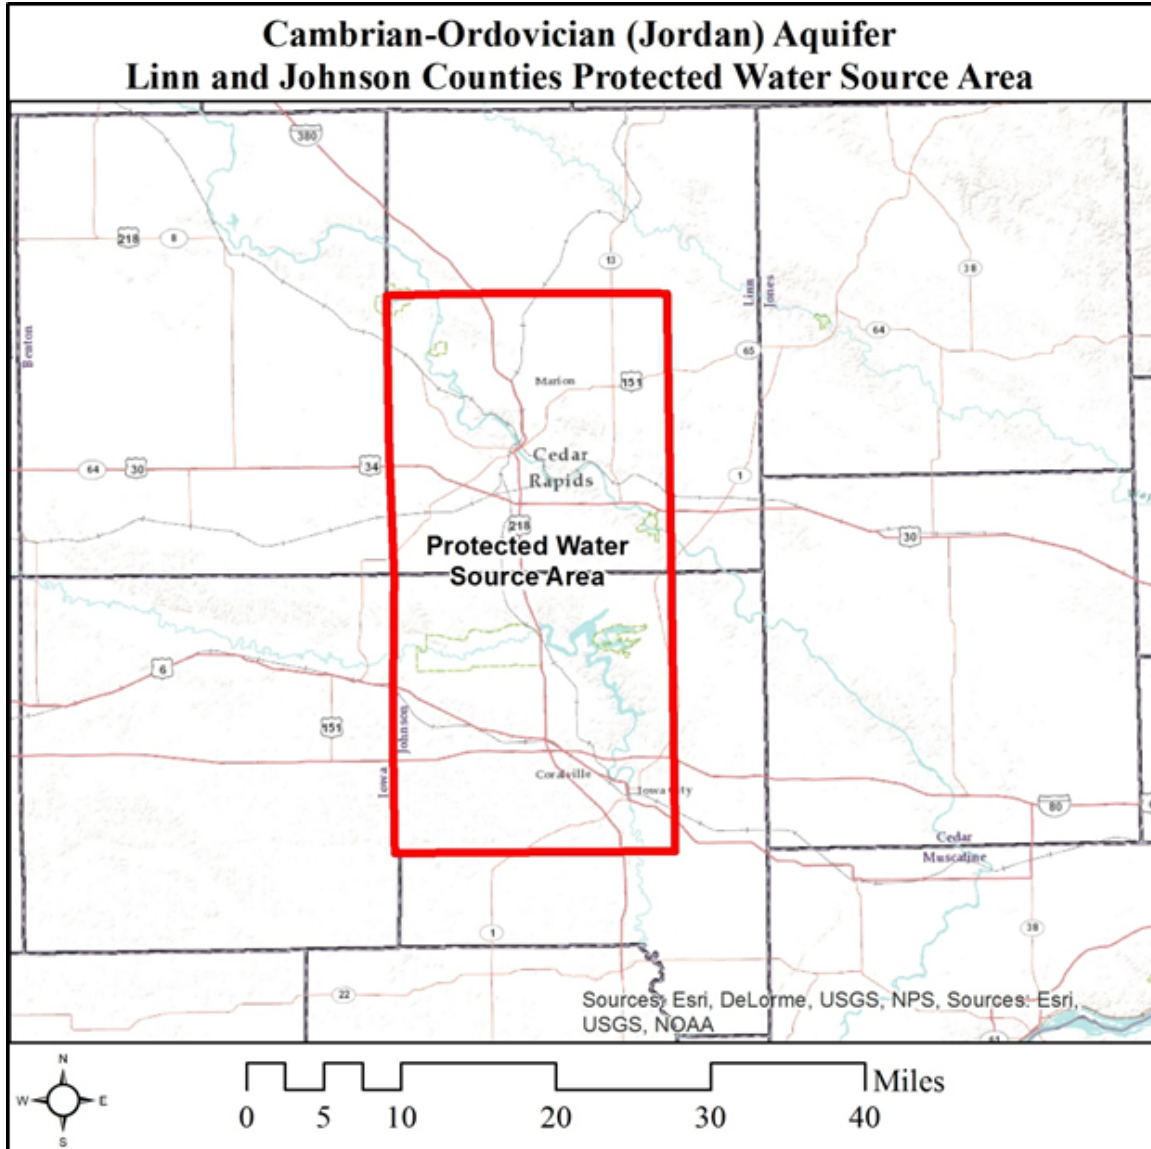 Cambrian-Ordovician (Jordan) Aquifer
Linn and Johnson Counties Protected Water Source Area
380
218
8
13
38
Linn
Jones
64
65
Benton
Marion
151
64
30
34
Cedar
Rapids
1
218
30
Protected Water
Source Area
6
151
Iowa
Johnson
Coralville
Iowa City
80
Cedar
Muscatine
1
38
22
Sources: Esri, DeLorme, USGS, NPS, Sources: Esri,
USGS, NOAA
61
N
W
E
S
Miles
0
5
10
20
30
40